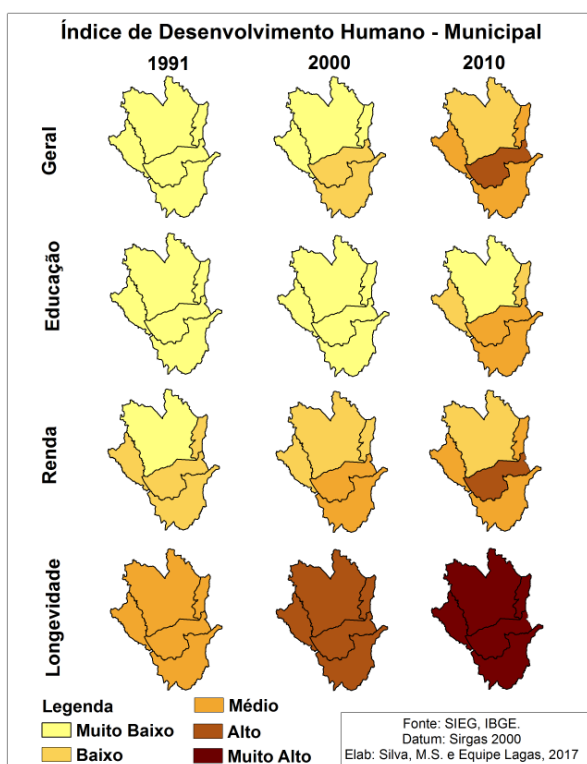 Índice de Desenvolvimento Humano - Municipal
1991 2000 2010
Geral
Educação
Renda
Longevidade
Legenda
Muito Baixo
Baixo
Médio
Alto
Muito Alto
Fonte: SIEG, IBGE.
Datum: Sirgas 2000
Elab: Silva, M.S. e Equipe Lagas, 2017